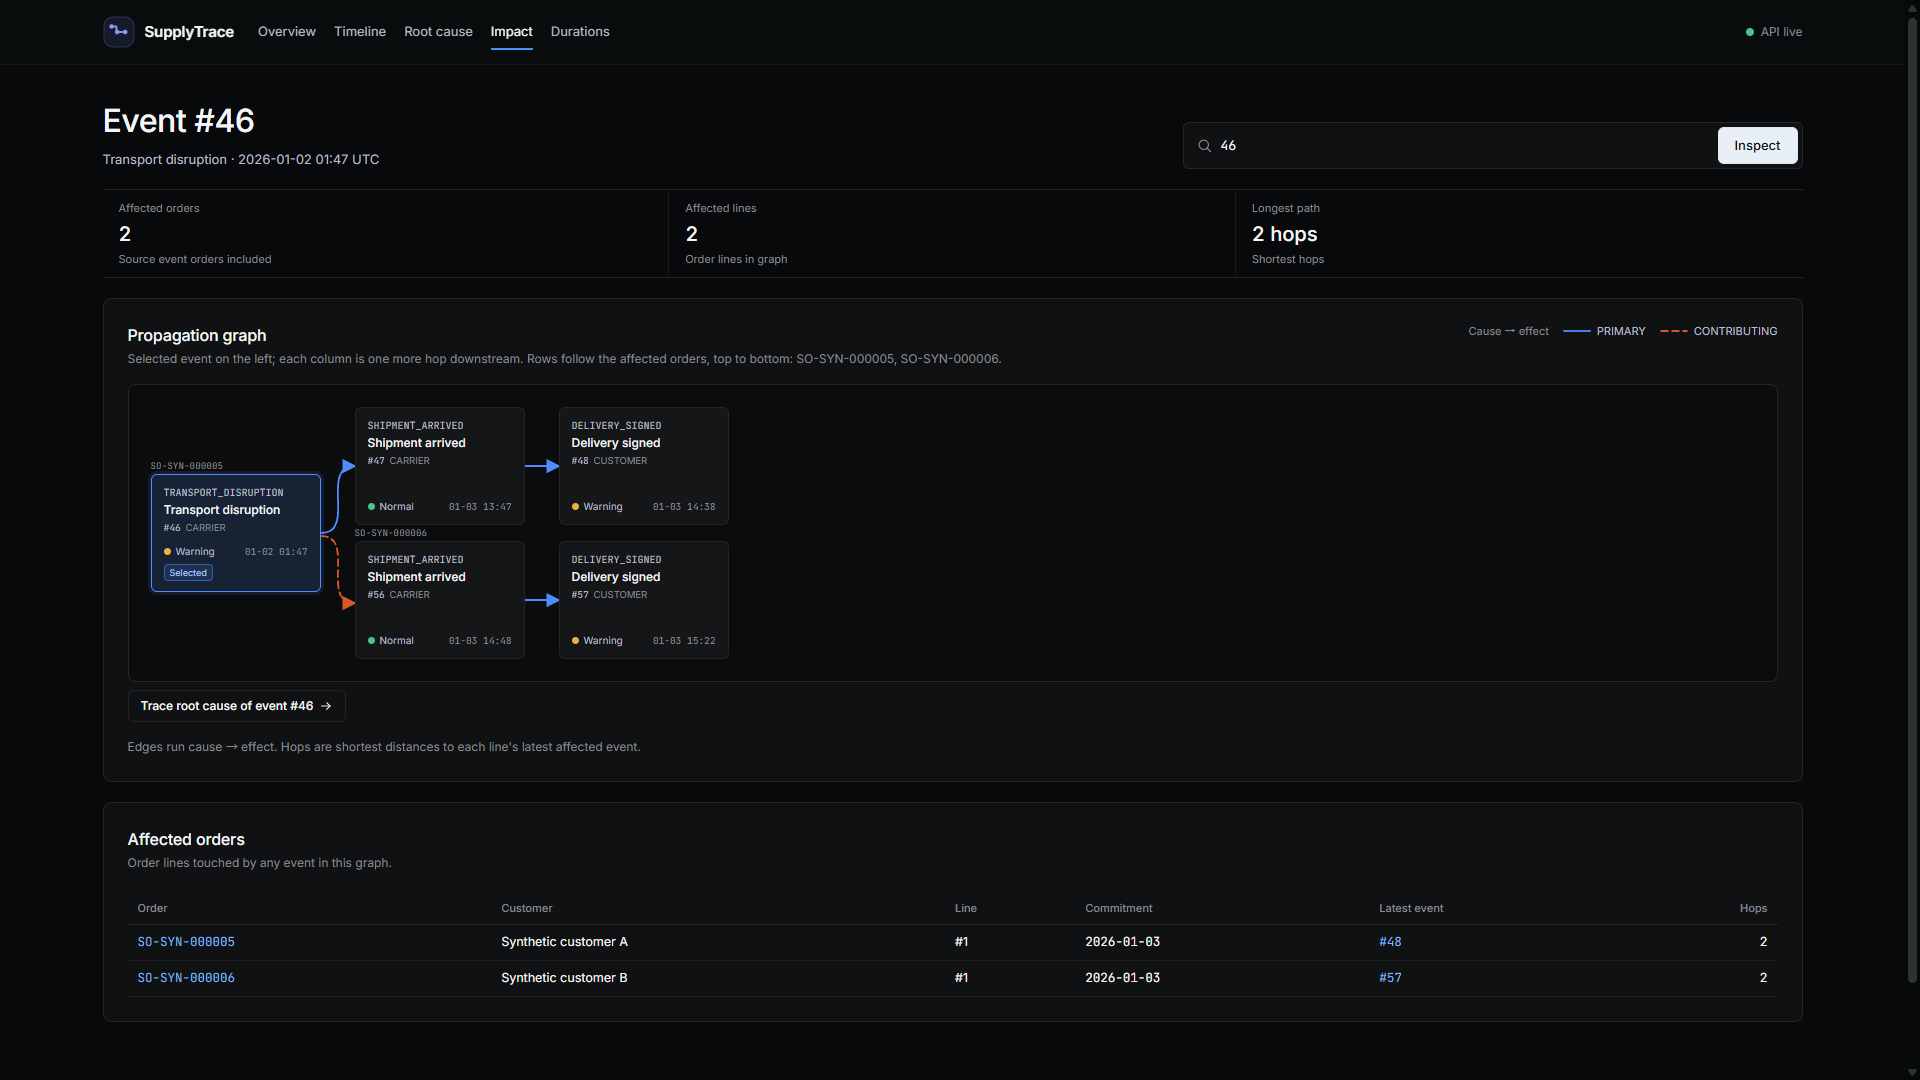 SupplyTrace Overview Timeline Root cause Impact Durations API live
Event #46
Transport disruption · 2026-01-02 01:47 UTC
46 Inspect
Affected orders
2
Source event orders included
Affected lines
2
Order lines in graph
Longest path
2 hops
Shortest hops
Propagation graph
Cause → effect PRIMARY CONTRIBUTING
Selected event on the left; each column is one more hop downstream. Rows follow the affected orders, top to bottom: SO-SYN-000005, SO-SYN-000006.
SO-SYN-000005
TRANSPORT_DISRUPTION
Transport disruption
#46 CARRIER
Warning 01-02 01:47
Selected
SHIPMENT_ARRIVED
Shipment arrived
#47 CARRIER
Normal 01-03 13:47
DELIVERY_SIGNED
Delivery signed
#48 CUSTOMER
Warning 01-03 14:38
SO-SYN-000006
SHIPMENT_ARRIVED
Shipment arrived
#56 CARRIER
Normal 01-03 14:48
DELIVERY_SIGNED
Delivery signed
#57 CUSTOMER
Warning 01-03 15:22
Trace root cause of event #46 →
Edges run cause → effect. Hops are shortest distances to each line's latest affected event.
Affected orders
Order lines touched by any event in this graph.
Order Customer Line Commitment Latest event Hops
SO-SYN-000005 Synthetic customer A #1 2026-01-03 #48 2
SO-SYN-000006 Synthetic customer B #1 2026-01-03 #57 2